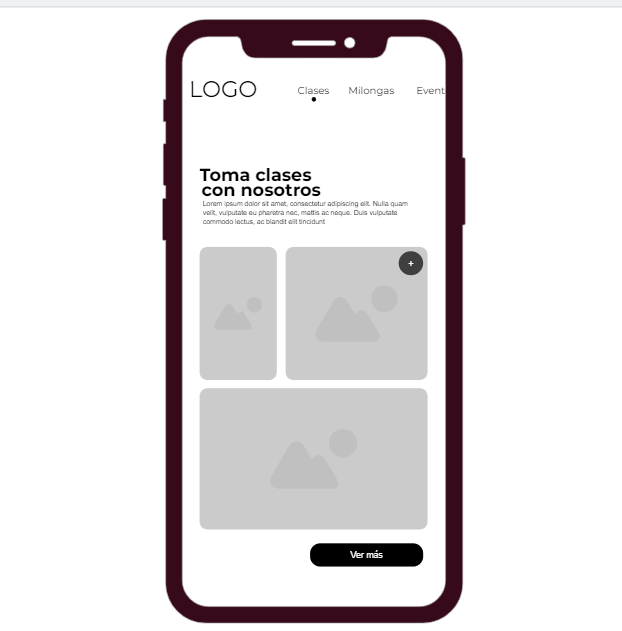 LOGO
Clases Milongas Event
Toma clases
con nosotros
Lorem ipsum dolor sit amet, consectetur adipiscing elit. Nulla quam
velit, vulputate eu pharetra nec, mattis ac neque. Duis vulputate
commodo lectus, ac blandit elit tincidunt
+
Ver más